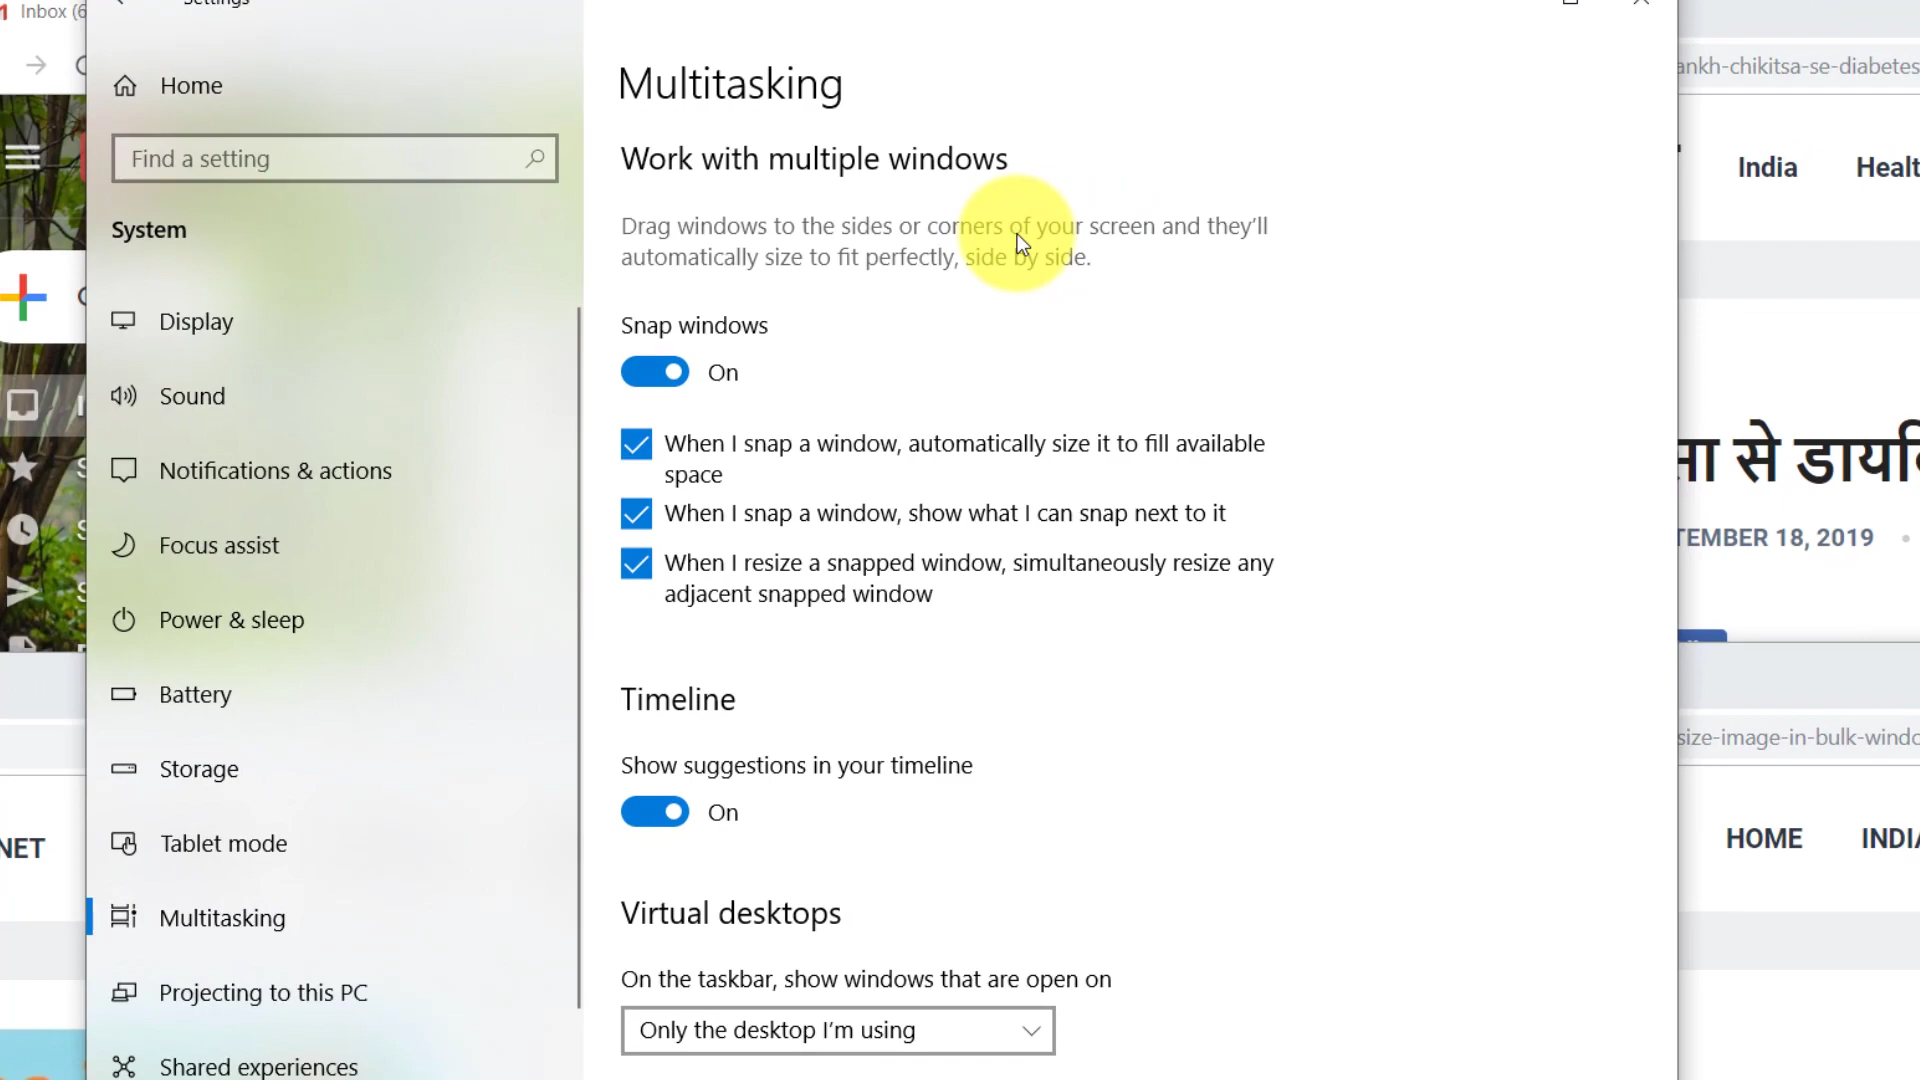 Inbox (6
Settings
Home
Find a setting
System
Display
Sound
Notifications & actions
Focus assist
Power & sleep
Battery
Storage
Tablet mode
Multitasking
Projecting to this PC
Shared experiences
Multitasking
Work with multiple windows
Drag windows to the sides or corners of your screen and they'll
automatically size to fit perfectly, side by side.
Snap windows
On
When I snap a window, automatically size it to fill available
space
When I snap a window, show what I can snap next to it
When I resize a snapped window, simultaneously resize any
adjacent snapped window
Timeline
Show suggestions in your timeline
On
Virtual desktops
On the taskbar, show windows that are open on
Only the desktop I'm using
NET
ankh-chikitsa-se-diabetes
India Healt
से
TEMBER 18, 2019
size-image-in-bulk-windo
HOME INDIA